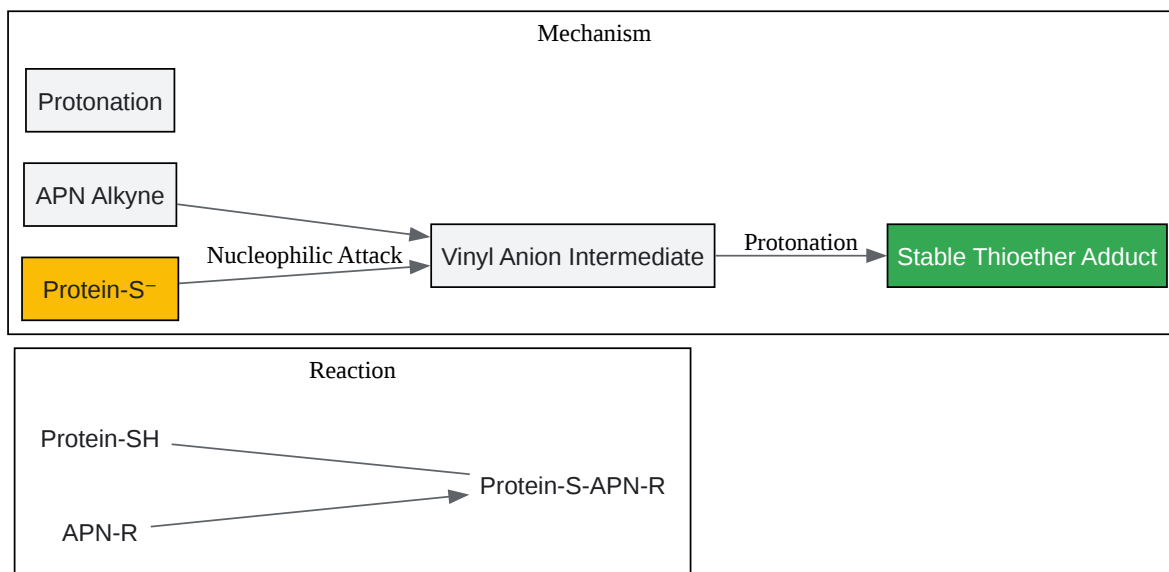 Mechanism
Protonation
APN Alkyne
Protein-S⁻
Nucleophilic Attack
Vinyl Anion Intermediate
Protonation
Stable Thioether Adduct
Reaction
Protein-SH
APN-R
Protein-S-APN-R